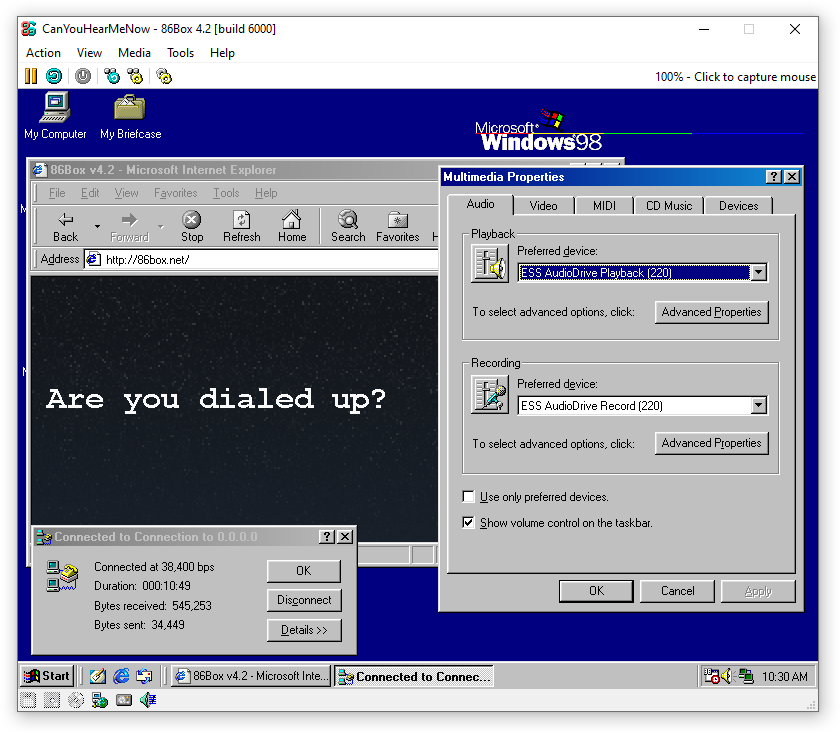 CanYouHearMeNow - 86Box 4.2 [build 6000]
Action View Media Tools Help
100% - Click to capture mouse
My Computer
My Briefcase
Microsoft
Windows 98
86Box v4.2 - Microsoft Internet Explorer
File Edit View Favorites Tools Help
Back Forward Stop Refresh Home Search Favorites H
Address http://86box.net/
Are you dialed up?
Multimedia Properties
Audio Video MIDI CD Music Devices
Playback
Preferred device:
ESS AudioDrive Playback (220)
To select advanced options, click: Advanced Properties
Recording
Preferred device:
ESS AudioDrive Record (220)
To select advanced options, click: Advanced Properties
Use only preferred devices.
Show volume control on the taskbar.
OK Cancel Apply
Connected to Connection to 0.0.0.0
Connected at 38,400 bps
Duration: 000:10:49
Bytes received: 545,253
Bytes sent: 34,449
OK
Disconnect
Details >>
Start
86Box v4.2 - Microsoft Inte...
Connected to Connec...
10:30 AM